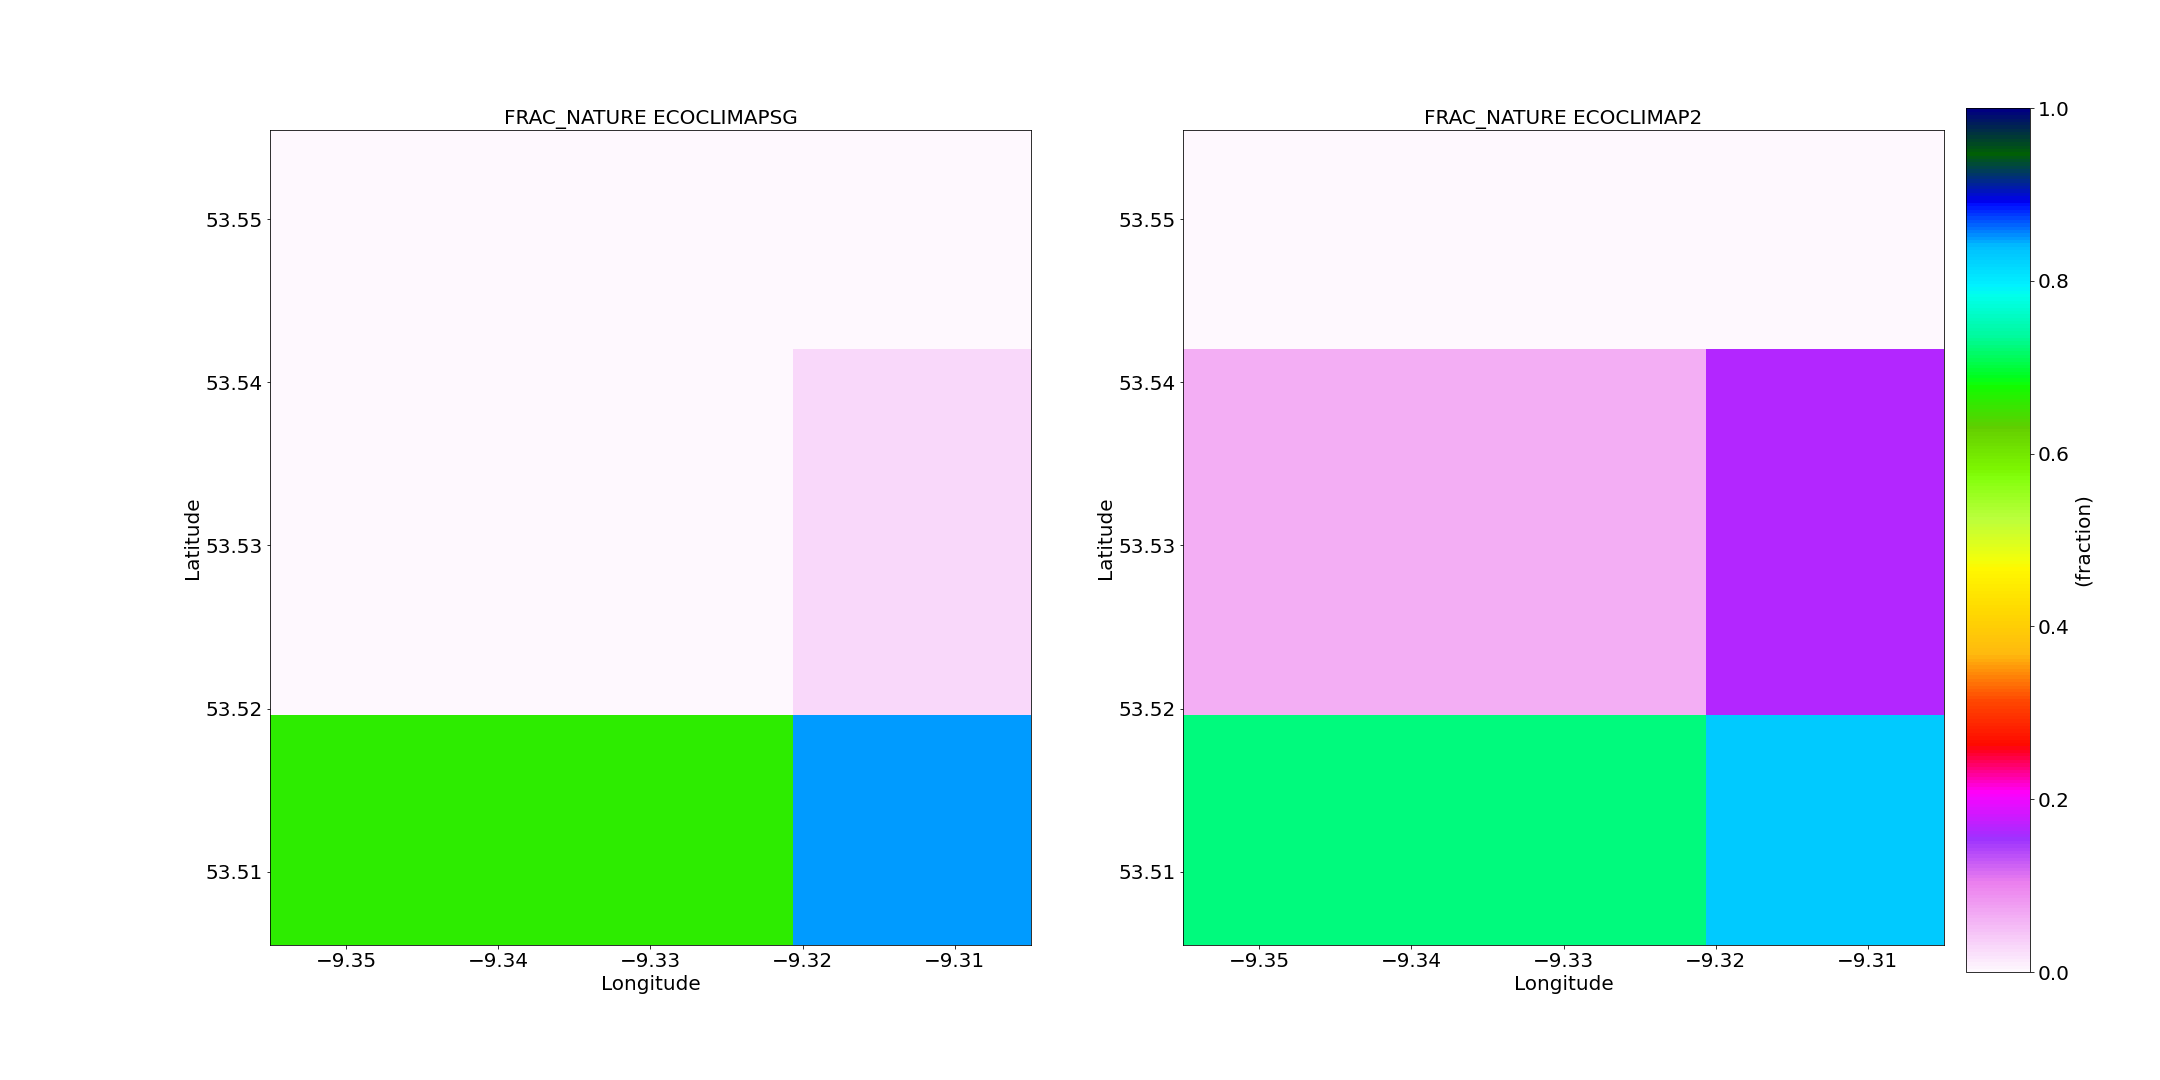 FRAC_NATURE ECOCLIMAPSG
53.55
53.54
53.53
53.52
53.51
Latitude
−9.35 −9.34 −9.33 −9.32 −9.31
Longitude
FRAC_NATURE ECOCLIMAP2
53.55
53.54
53.53
53.52
53.51
Latitude
−9.35 −9.34 −9.33 −9.32 −9.31
Longitude
1.0
0.8
0.6
0.4
0.2
0.0
(fraction)